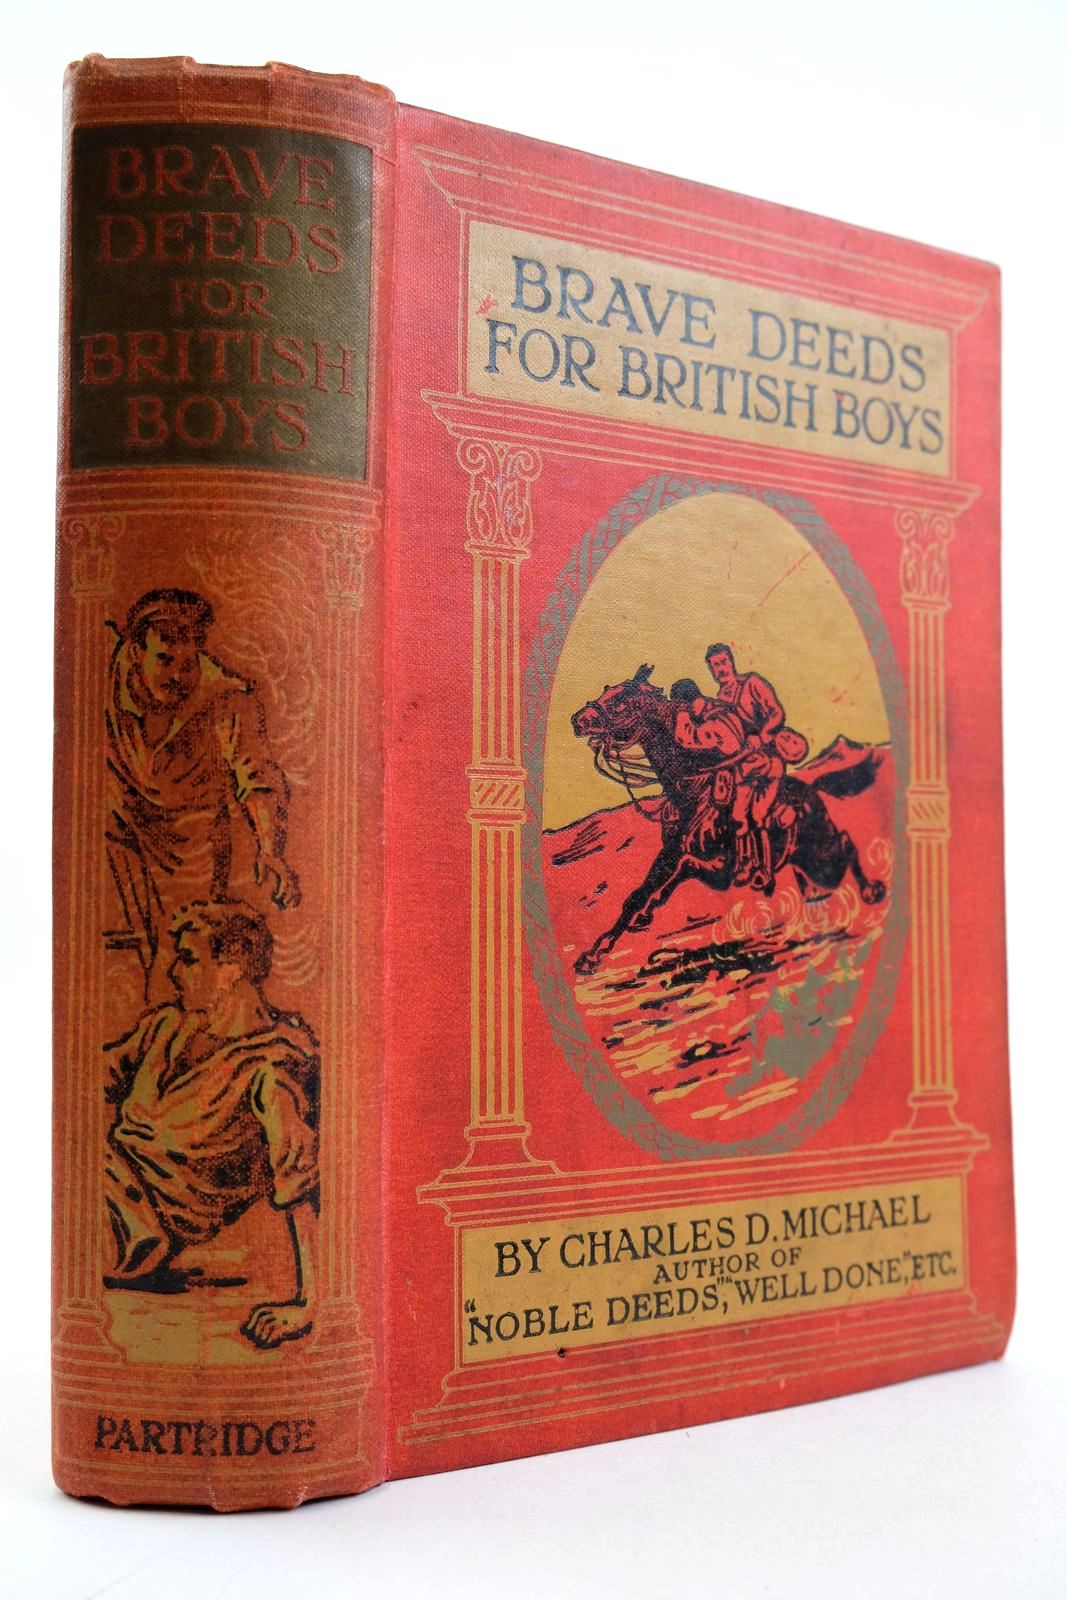 BRAVE
DEEDS
FOR
BRITISH
BOYS
PARTRIDGE
BRAVE DEEDS
FOR BRITISH BOYS
BY CHARLES D. MICHAEL
AUTHOR OF
"NOBLE DEEDS", "WELL DONE," ETC.